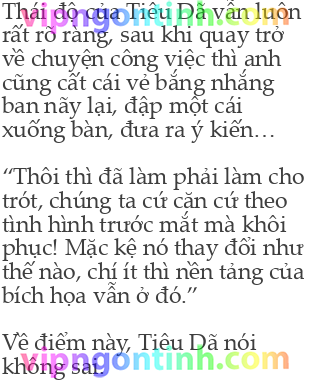 Thái độ của Tiêu Dã vẫn luôn
rất rõ ràng, sau khi quay trở
về chuyện công việc thì anh
cũng cất cái vẻ bắng nhắng
ban nãy lại, đập một cái
xuống bàn, đưa ra ý kiến…
“Thôi thì đã làm phải làm cho
trót, chúng ta cứ căn cứ theo
tình hình trước mắt mà khôi
phục! Mặc kệ nó thay đổi như
thế nào, chí ít thì nền tảng của
bích họa vẫn ở đó.”
Về điểm này, Tiêu Dã nói
không sai.
vipngontinh.com
vipngontinh.com